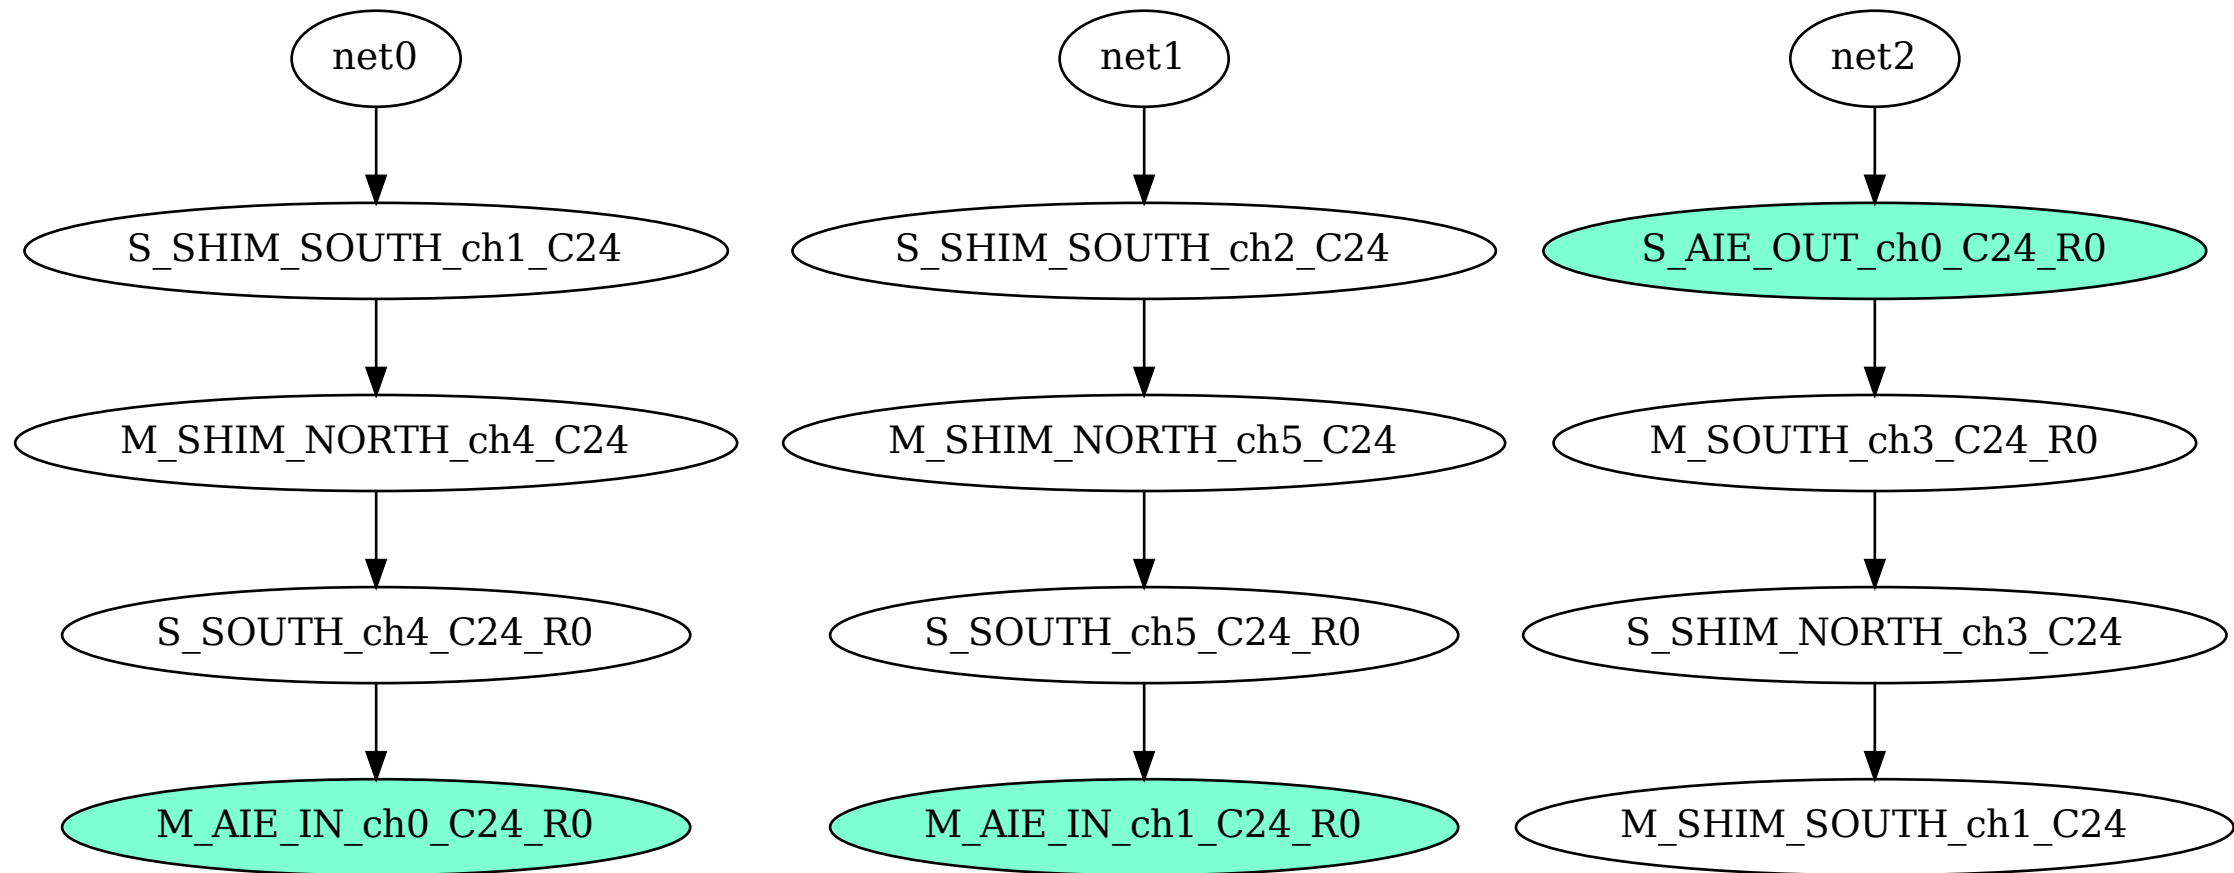 net0
net1
net2
S_SHIM_SOUTH_ch1_C24
S_SHIM_SOUTH_ch2_C24
S_AIE_OUT_ch0_C24_R0
M_SHIM_NORTH_ch4_C24
M_SHIM_NORTH_ch5_C24
M_SOUTH_ch3_C24_R0
S_SOUTH_ch4_C24_R0
S_SOUTH_ch5_C24_R0
S_SHIM_NORTH_ch3_C24
M_AIE_IN_ch0_C24_R0
M_AIE_IN_ch1_C24_R0
M_SHIM_SOUTH_ch1_C24